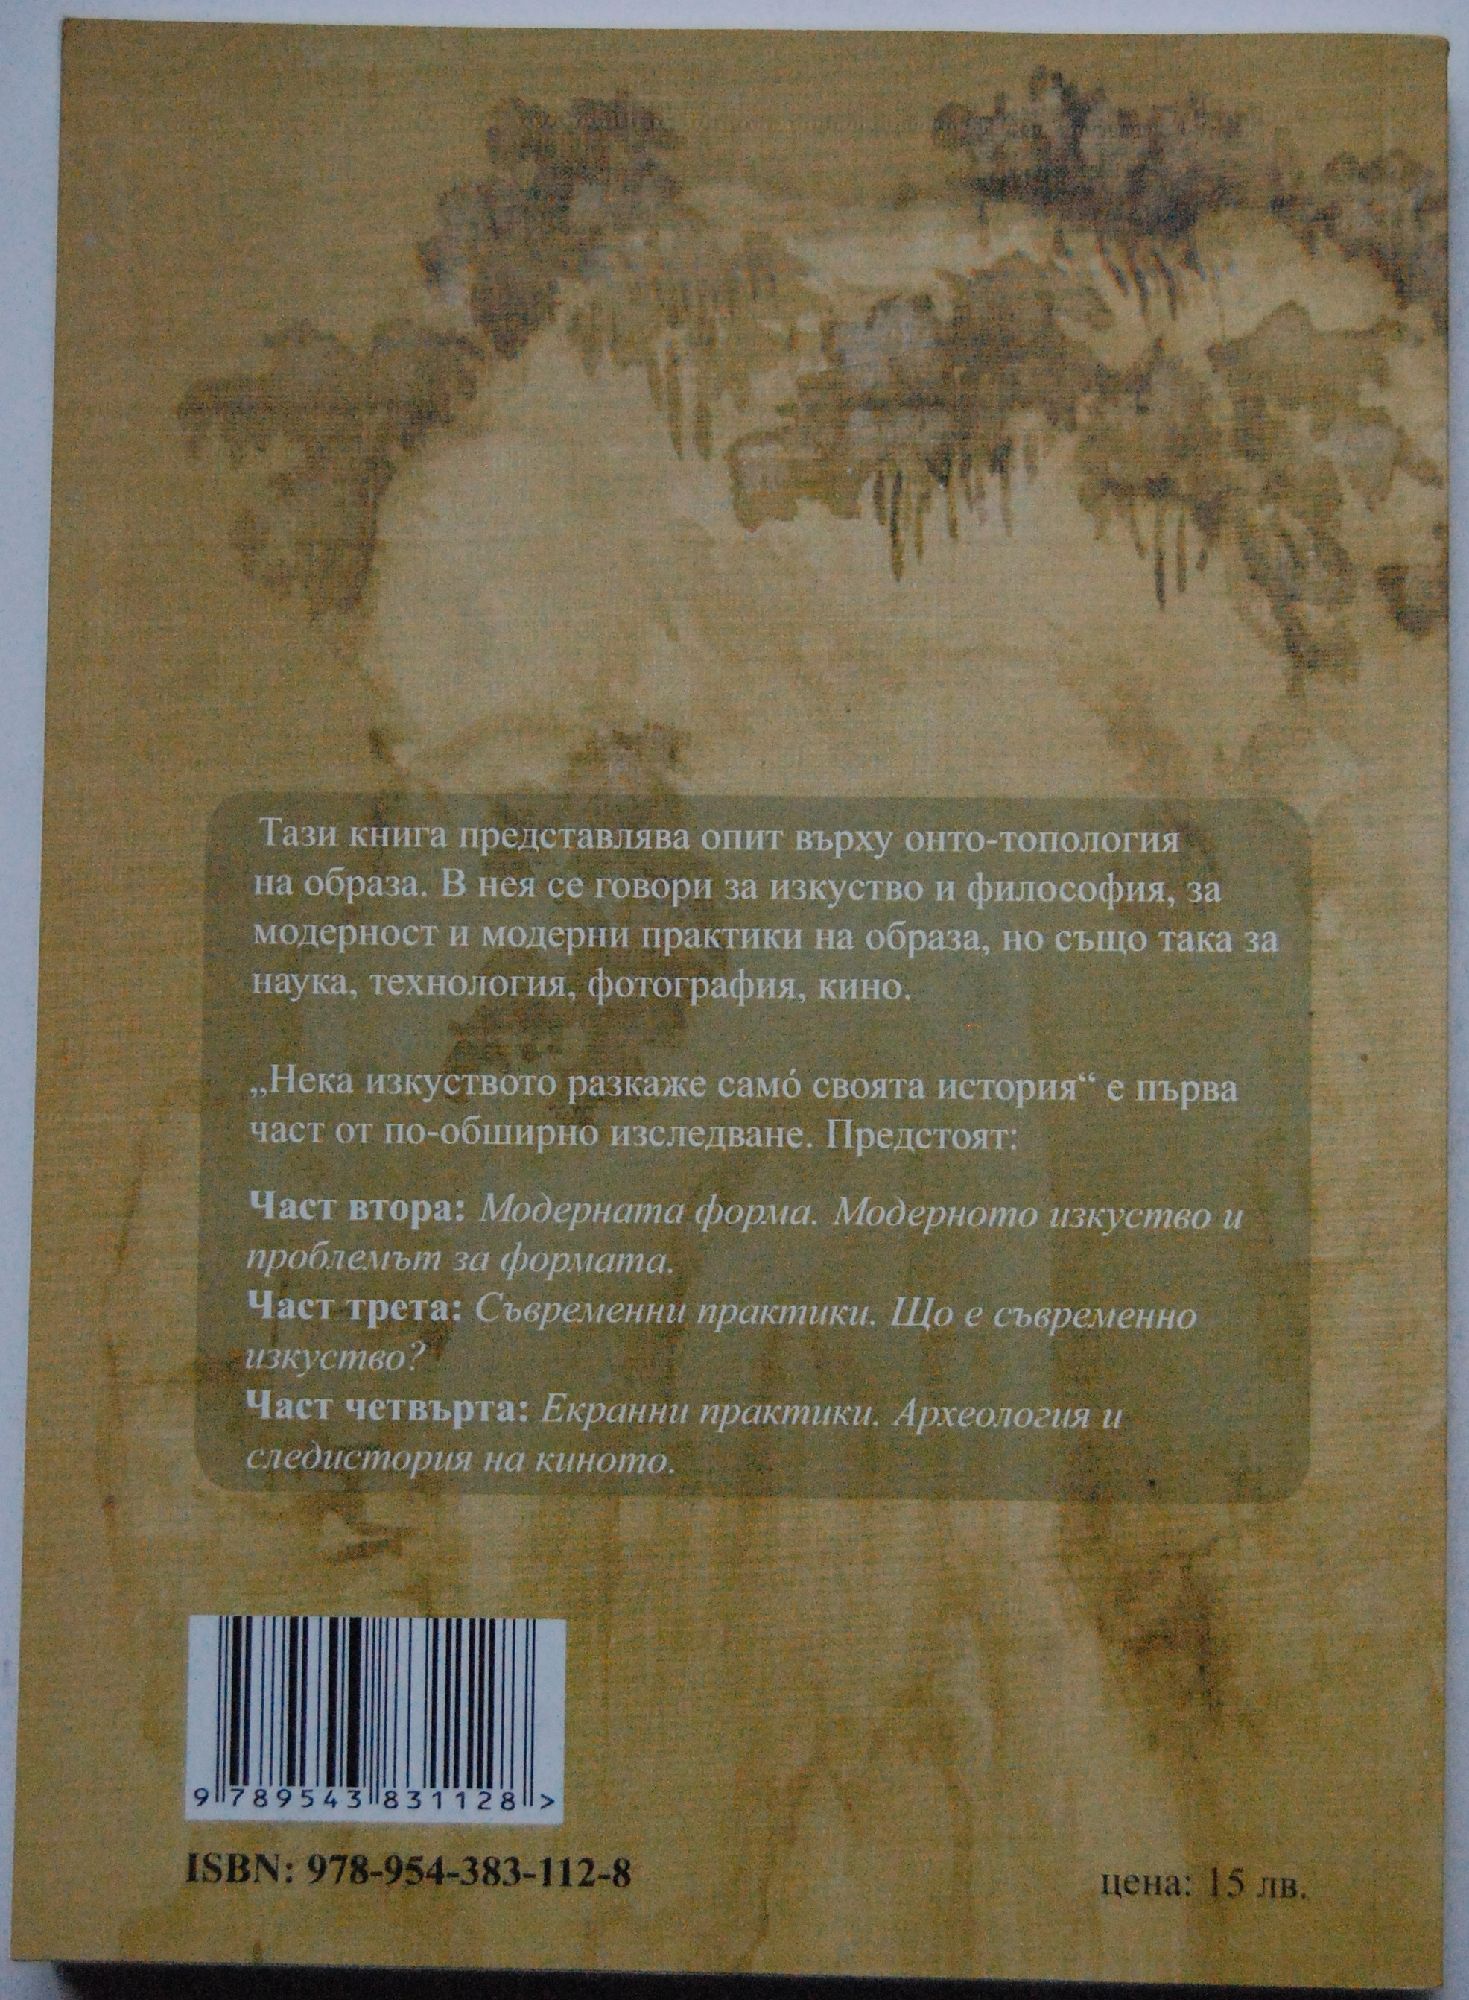 Тази книга представлява опит върху онто-топология
на образа. В нея се говори за изкуство и философия, за
модерност и модерни практики на образа, но също така за
наука, технология, фотография, кино.
„Нека изкуството разкаже самó своята история“ е първа
част от по-обширно изследване. Предстоят:
Част втора: Модерната форма. Модерното изкуство и
проблемът за формата.
Част трета: Съвременни практики. Що е съвременно
изкуство?
Част четвърта: Екранни практики. Археология и
следистория на киното.
9 789543 831128 >
ISBN: 978-954-383-112-8
цена: 15 лв.